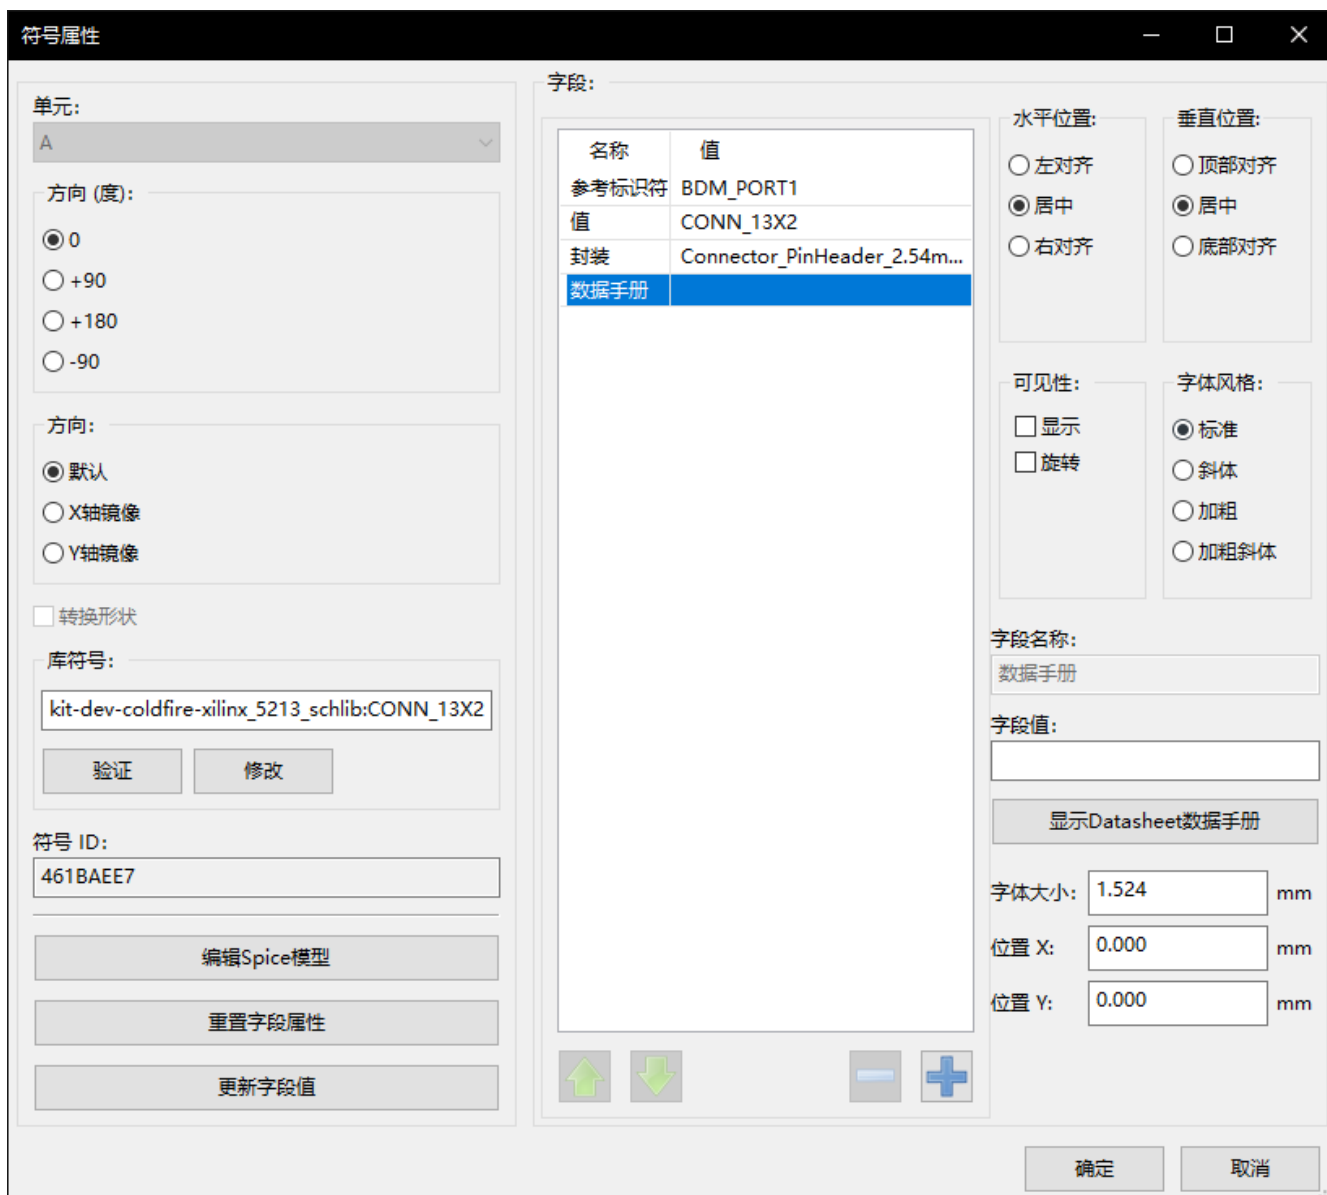 符号属性
单元:
A
方向 (度):
0
+90
+180
-90
方向:
默认
X轴镜像
Y轴镜像
转换形状
库符号:
kit-dev-coldfire-xilinx_5213_schlib:CONN_13X2
验证 修改
符号 ID:
461BAEE7
编辑Spice模型
重置字段属性
更新字段值
字段:
名称 值
参考标识符 BDM_PORT1
值 CONN_13X2
封装 Connector_PinHeader_2.54m...
数据手册
水平位置:
左对齐
居中
右对齐
垂直位置:
顶部对齐
居中
底部对齐
可见性:
显示
旋转
字体风格:
标准
斜体
加粗
加粗斜体
字段名称:
数据手册
字段值:
显示Datasheet数据手册
字体大小: 1.524 mm
位置 X: 0.000 mm
位置 Y: 0.000 mm
确定 取消